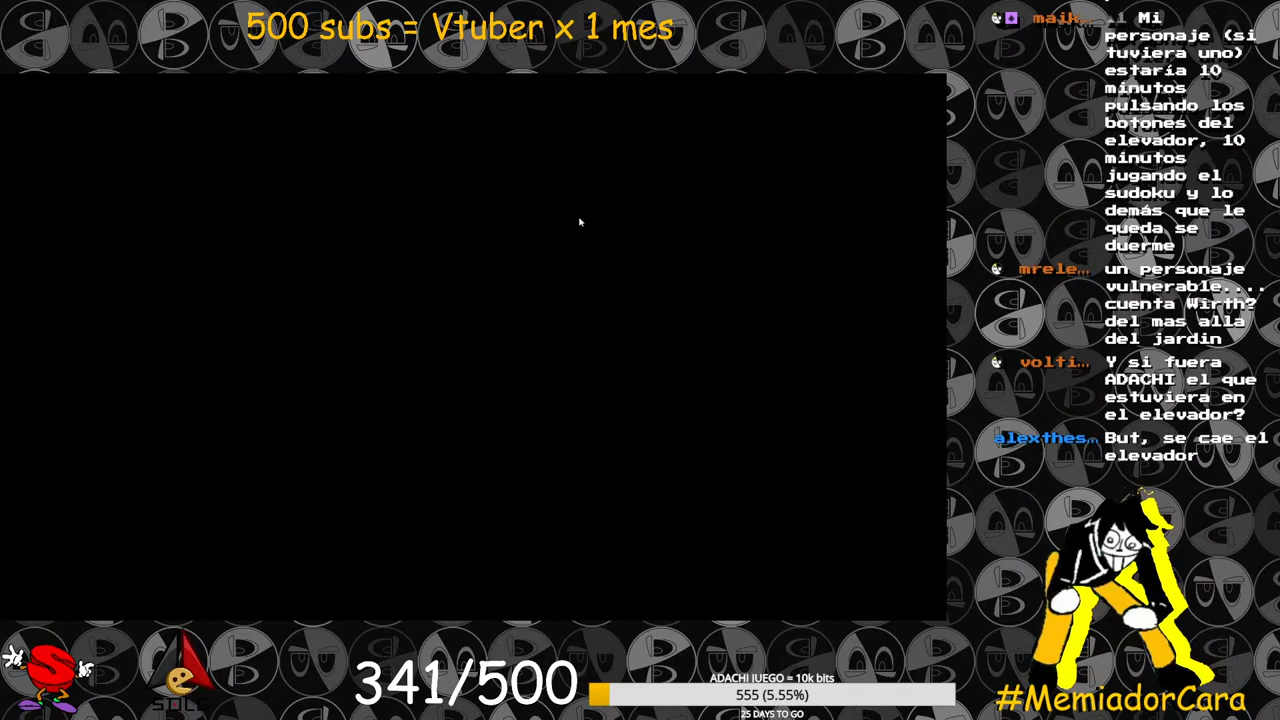 500 subs = Vtuber x 1 mes
Mi
personaje (si
tuviera uno)
estaría 10
minutos
pulsando los
botones del
elevador, 10
minutos
jugando el
sudoku y lo
demás que le
queda se
duerme
mrele... un personaje
vulnerable....
cuenta Wirth?
del mas alla
del jardin
volti... Y si fuera
ADACHI el que
estuviera en
el elevador?
alexthes... But, se cae el
elevador
S
341/500
ADACHI JUEGO = 10k bits
555 (5.55%)
25 DAYS TO GO
#MemiadorCara